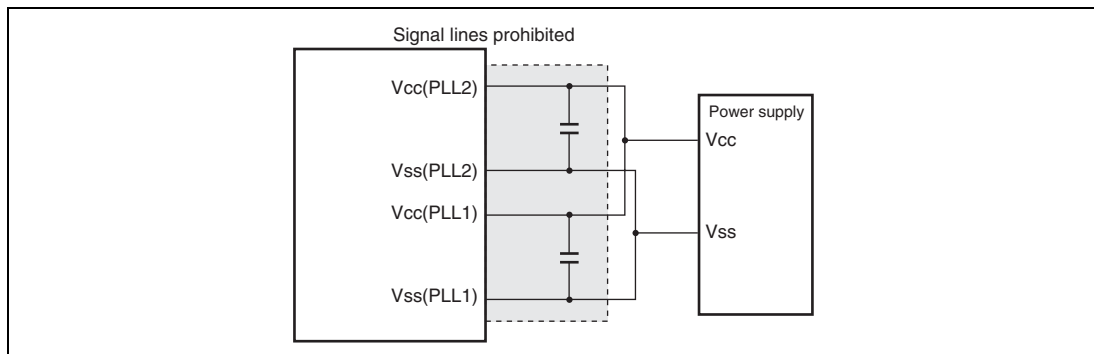 Signal lines prohibited
Vcc(PLL2)
Vss(PLL2)
Vcc(PLL1)
Vss(PLL1)
Power supply
Vcc
Vss